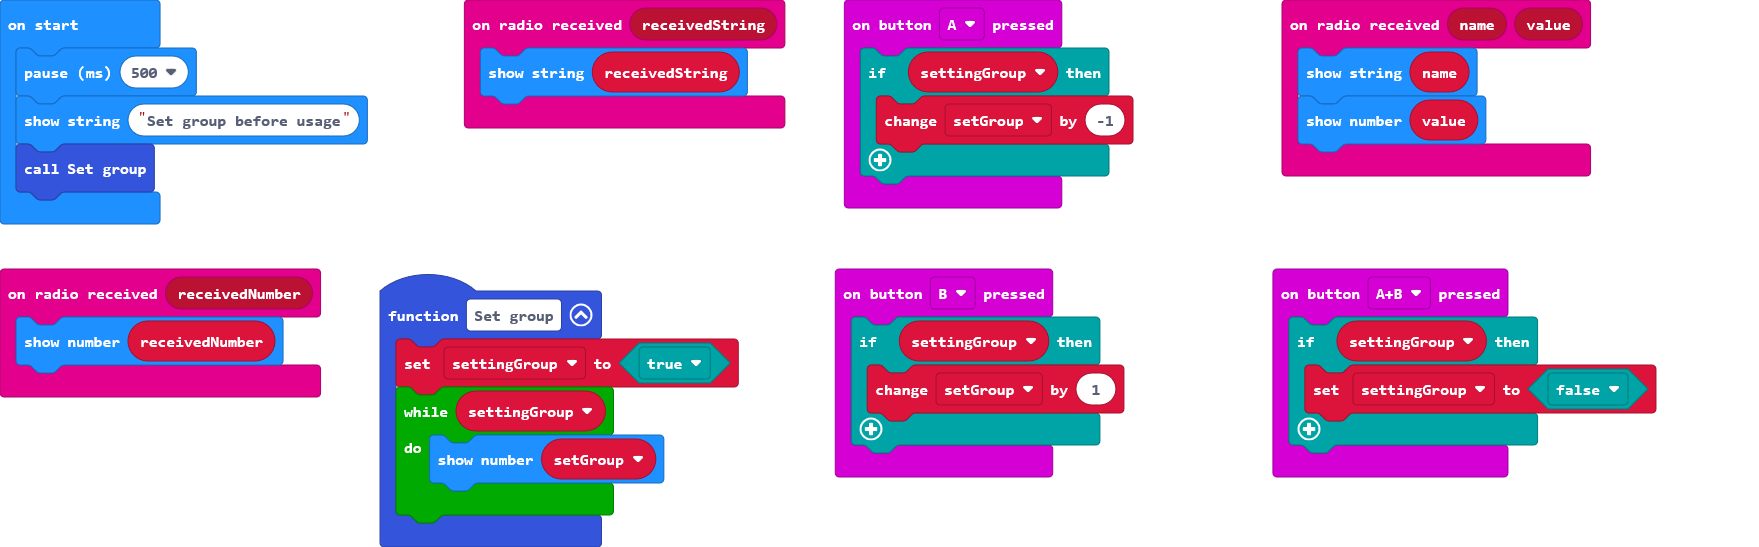 on start
pause (ms) 500
show string "Set group before usage"
call Set group
on radio received receivedString
show string receivedString
on button A pressed
if settingGroup then
change setGroup by -1
on radio received name value
show string name
show number value
on radio received receivedNumber
show number receivedNumber
function Set group
set settingGroup to true
while settingGroup
do
show number setGroup
on button B pressed
if settingGroup then
change setGroup by 1
on button A+B pressed
if settingGroup then
set settingGroup to false